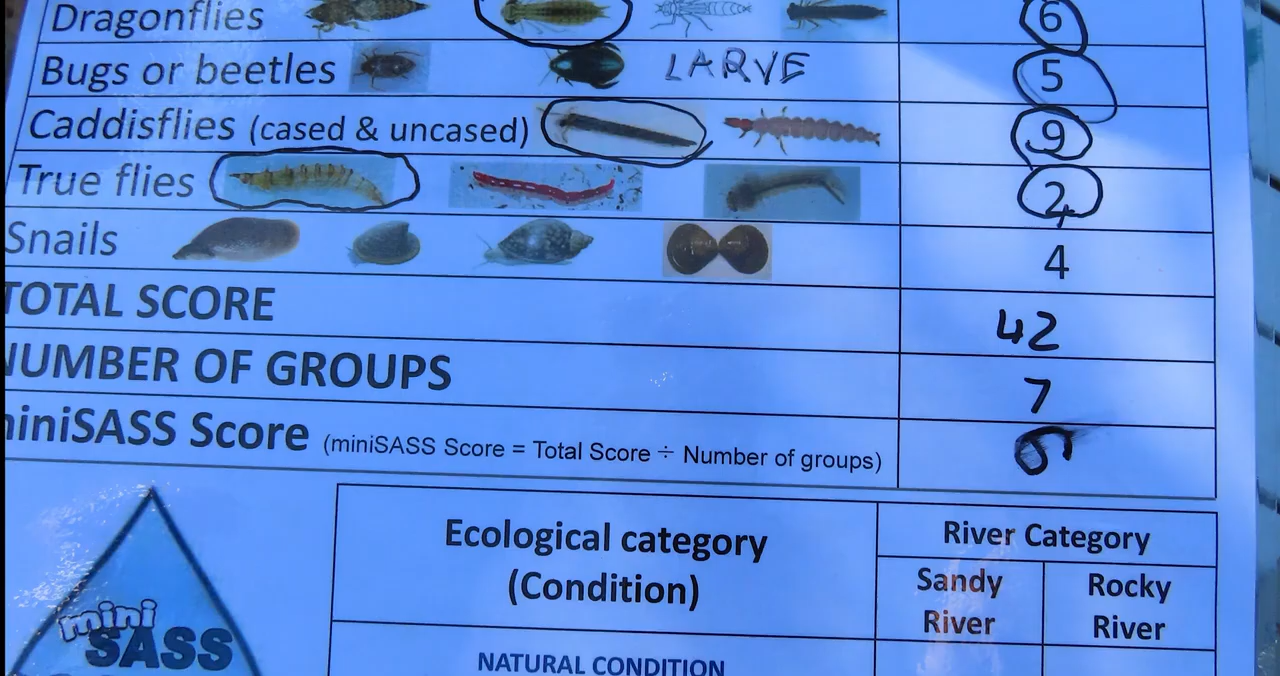 Dragonflies 6
Bugs or beetles LARVE 5
Caddisflies (cased & uncased) 9
True flies 2
Snails 4
TOTAL SCORE 42
NUMBER OF GROUPS 7
miniSASS Score (miniSASS Score = Total Score ÷ Number of groups) 6
Ecological category
(Condition)
River Category
Sandy
River
Rocky
River
NATURAL CONDITION
mini
SASS